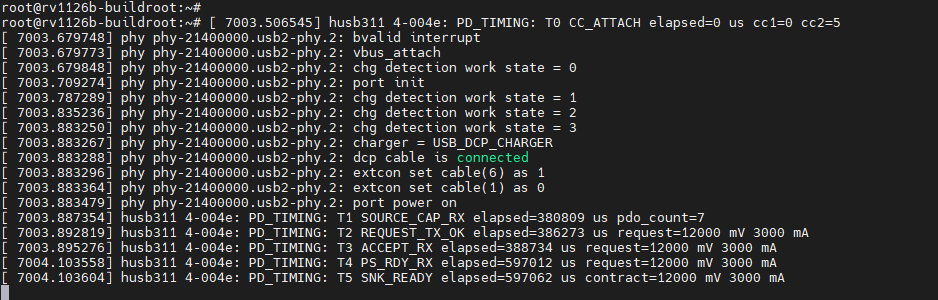 root@rv1126b-buildroot:~#
root@rv1126b-buildroot:~# [ 7003.506545] husb311 4-004e: PD_TIMING: T0 CC_ATTACH elapsed=0 us cc1=0 cc2=5
[ 7003.679748] phy phy-21400000.usb2-phy.2: bvalid interrupt
[ 7003.679773] phy phy-21400000.usb2-phy.2: vbus_attach
[ 7003.679848] phy phy-21400000.usb2-phy.2: chg detection work state = 0
[ 7003.709274] phy phy-21400000.usb2-phy.2: port init
[ 7003.787289] phy phy-21400000.usb2-phy.2: chg detection work state = 1
[ 7003.835236] phy phy-21400000.usb2-phy.2: chg detection work state = 2
[ 7003.883250] phy phy-21400000.usb2-phy.2: chg detection work state = 3
[ 7003.883267] phy phy-21400000.usb2-phy.2: charger = USB_DCP_CHARGER
[ 7003.883288] phy phy-21400000.usb2-phy.2: dcp cable is connected
[ 7003.883296] phy phy-21400000.usb2-phy.2: extcon set cable(6) as 1
[ 7003.883364] phy phy-21400000.usb2-phy.2: extcon set cable(1) as 0
[ 7003.883479] phy phy-21400000.usb2-phy.2: port power on
[ 7003.887354] husb311 4-004e: PD_TIMING: T1 SOURCE_CAP_RX elapsed=380809 us pdo_count=7
[ 7003.892819] husb311 4-004e: PD_TIMING: T2 REQUEST_TX_OK elapsed=386273 us request=12000 mV 3000 mA
[ 7003.895276] husb311 4-004e: PD_TIMING: T3 ACCEPT_RX elapsed=388734 us request=12000 mV 3000 mA
[ 7004.103558] husb311 4-004e: PD_TIMING: T4 PS_RDY_RX elapsed=597012 us request=12000 mV 3000 mA
[ 7004.103604] husb311 4-004e: PD_TIMING: T5 SNK_READY elapsed=597062 us contract=12000 mV 3000 mA